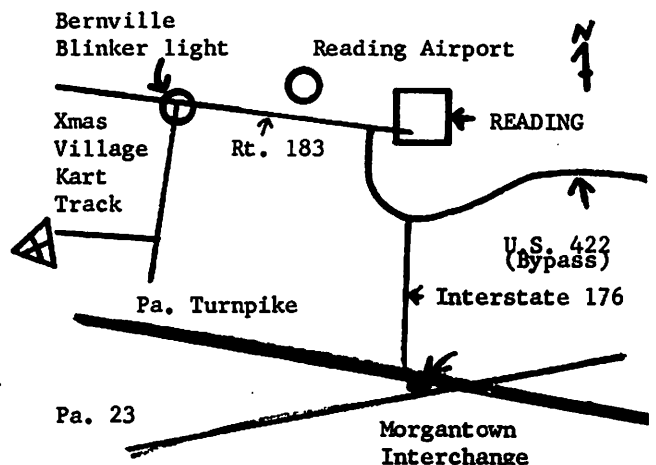 Bernville
Blinker light
Reading Airport
N
Xmas
Village
Kart
Track
Rt. 183
READING
U.S. 422
(Bypass)
Interstate 176
Pa. Turnpike
Pa. 23
Morgantown
Interchange